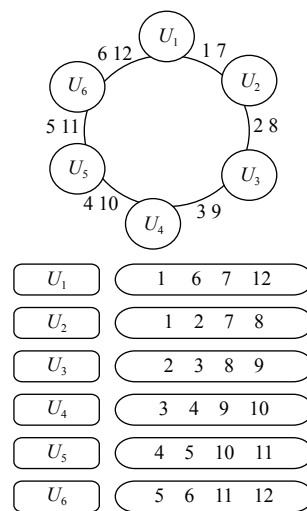 U1
6 12
1 7
U6
U2
5 11
2 8
U5
U3
4 10
3 9
U4
U1 1 6 7 12
U2 1 2 7 8
U3 2 3 8 9
U4 3 4 9 10
U5 4 5 10 11
U6 5 6 11 12